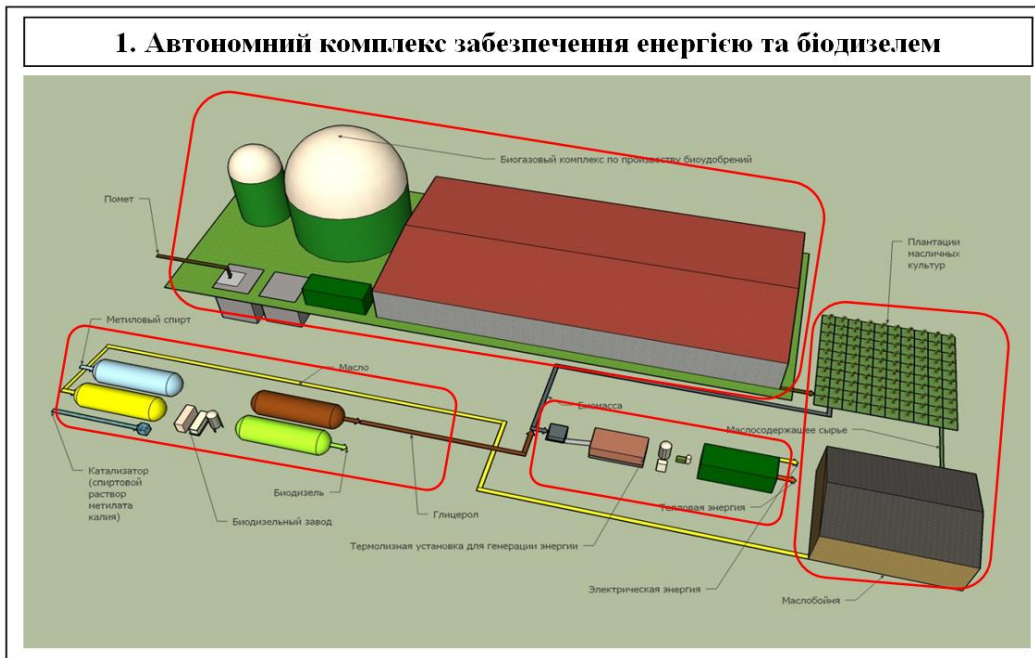 1. Автономний комплекс забезпечення енергією та біодизелем
Биогазовый комплекс по произвеству биоудобрений
Помет
Плантации
масличных
культур
Метиловый спирт
Масло
Биомасса
Маслосодержащее сырье
Катализатор
(спиртовой
раствор
метилата
калия)
Биодизель
Биодизельный завод
Глицерол
Тепловая энергия
Термолизная установка для генерации энергии
Электрическая энергия
Маслобойня